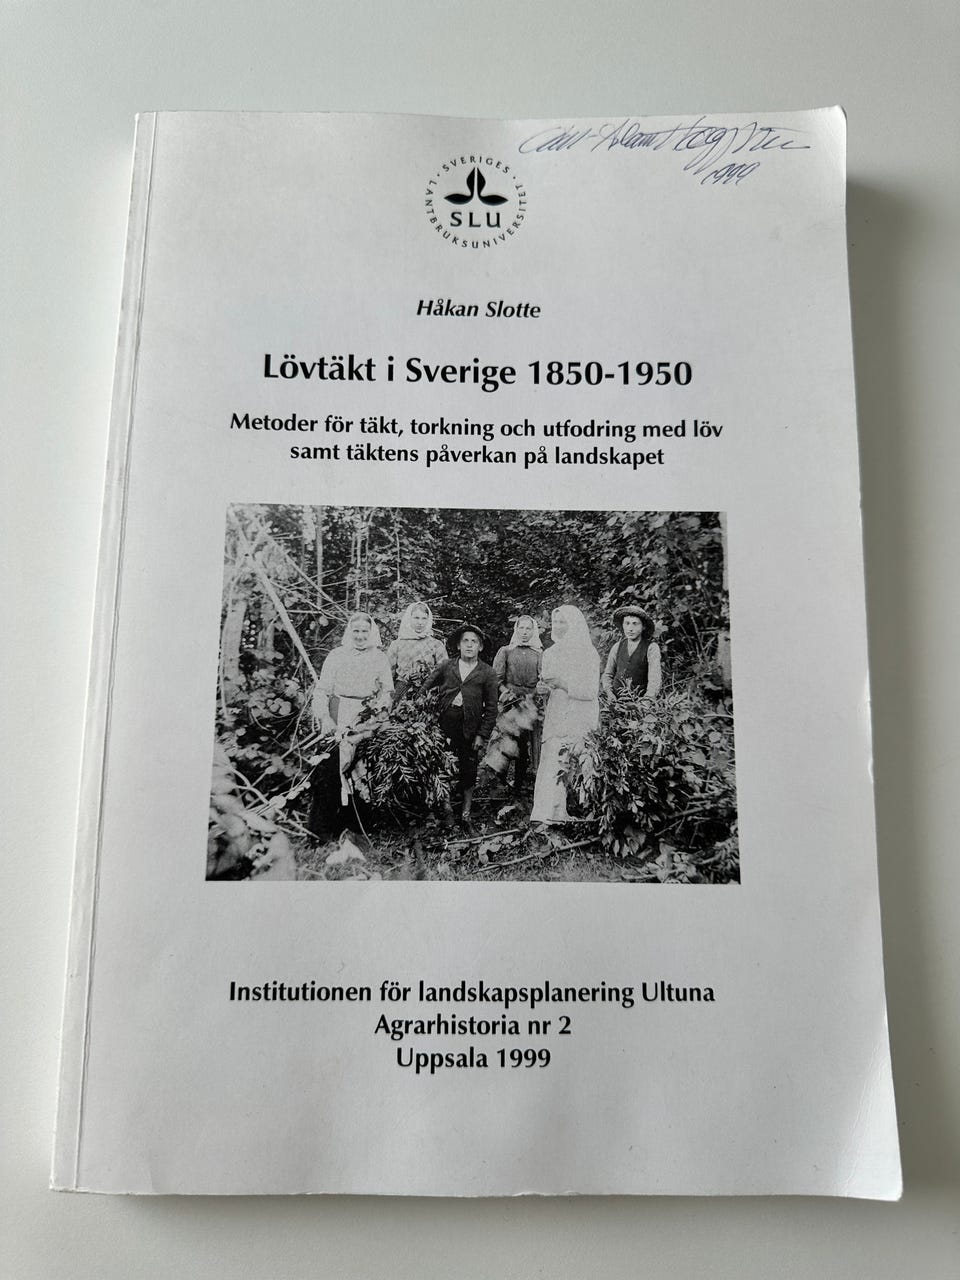 1999
· SVERIGES ·
LANTBRUKSUNIVERSITET
SLU
Håkan Slotte
Lövtäkt i Sverige 1850-1950
Metoder för täkt, torkning och utfodring med löv
samt täktens påverkan på landskapet
Institutionen för landskapsplanering Ultuna
Agrarhistoria nr 2
Uppsala 1999